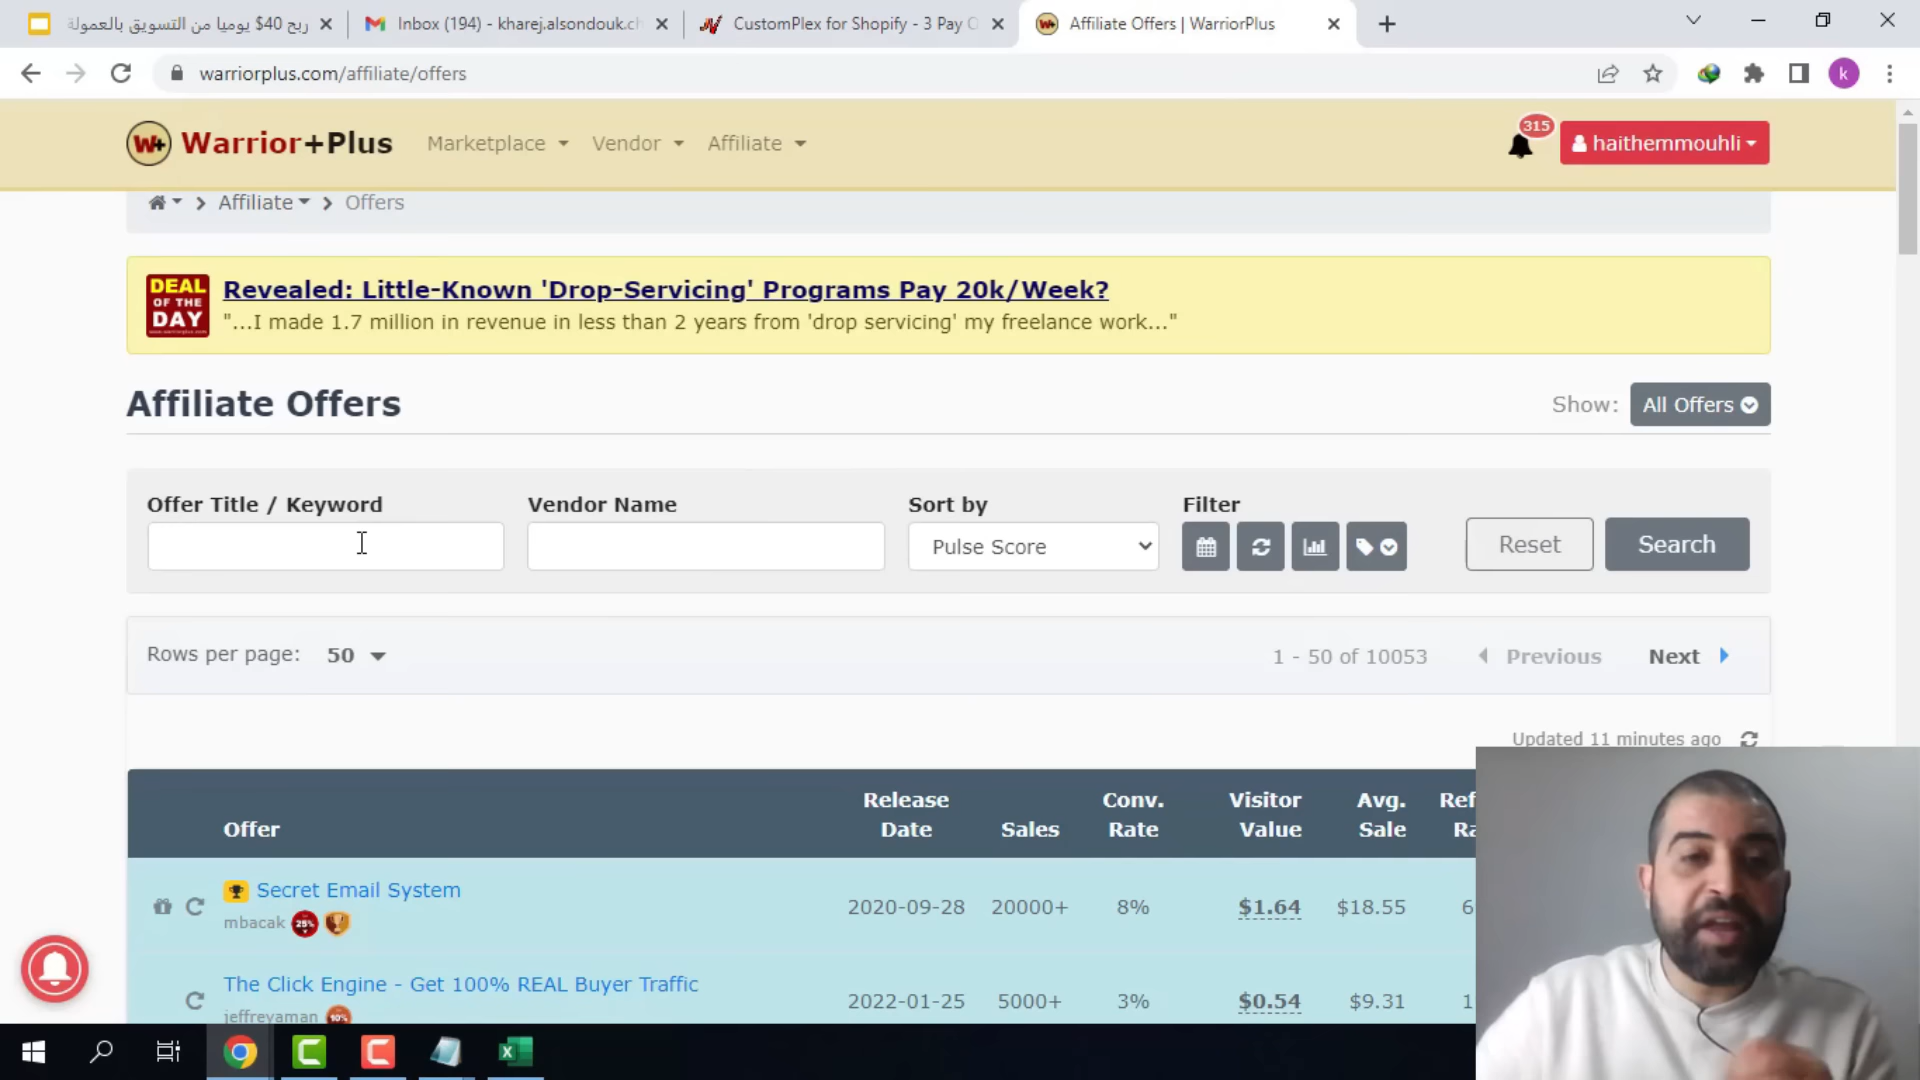 ربح 40$ يوميا من التسويق بالعمولة
Inbox (194) - kharej.alsondouk.ch
CustomPlex for Shopify - 3 Pay O
Affiliate Offers | WarriorPlus
warriorplus.com/affiliate/offers
k
W+ Warrior+Plus
Marketplace
Vendor
Affiliate
315
haithemmouhli
Affiliate
Offers
DEAL OF THE DAY
Revealed: Little-Known 'Drop-Servicing' Programs Pay 20k/Week?
"...I made 1.7 million in revenue in less than 2 years from 'drop servicing' my freelance work..."
Affiliate Offers
Show: All Offers
Offer Title / Keyword
Vendor Name
Sort by
Filter
Pulse Score
Reset
Search
Rows per page: 50
1 - 50 of 10053
Previous
Next
Updated 11 minutes ago
Offer
Release Date
Sales
Conv. Rate
Visitor Value
Avg. Sale
Secret Email System
mbacak 25%
2020-09-28
20000+
8%
$1.64
$18.55
6
The Click Engine - Get 100% REAL Buyer Traffic
jeffreyaman 10%
2022-01-25
5000+
3%
$0.54
$9.31
1